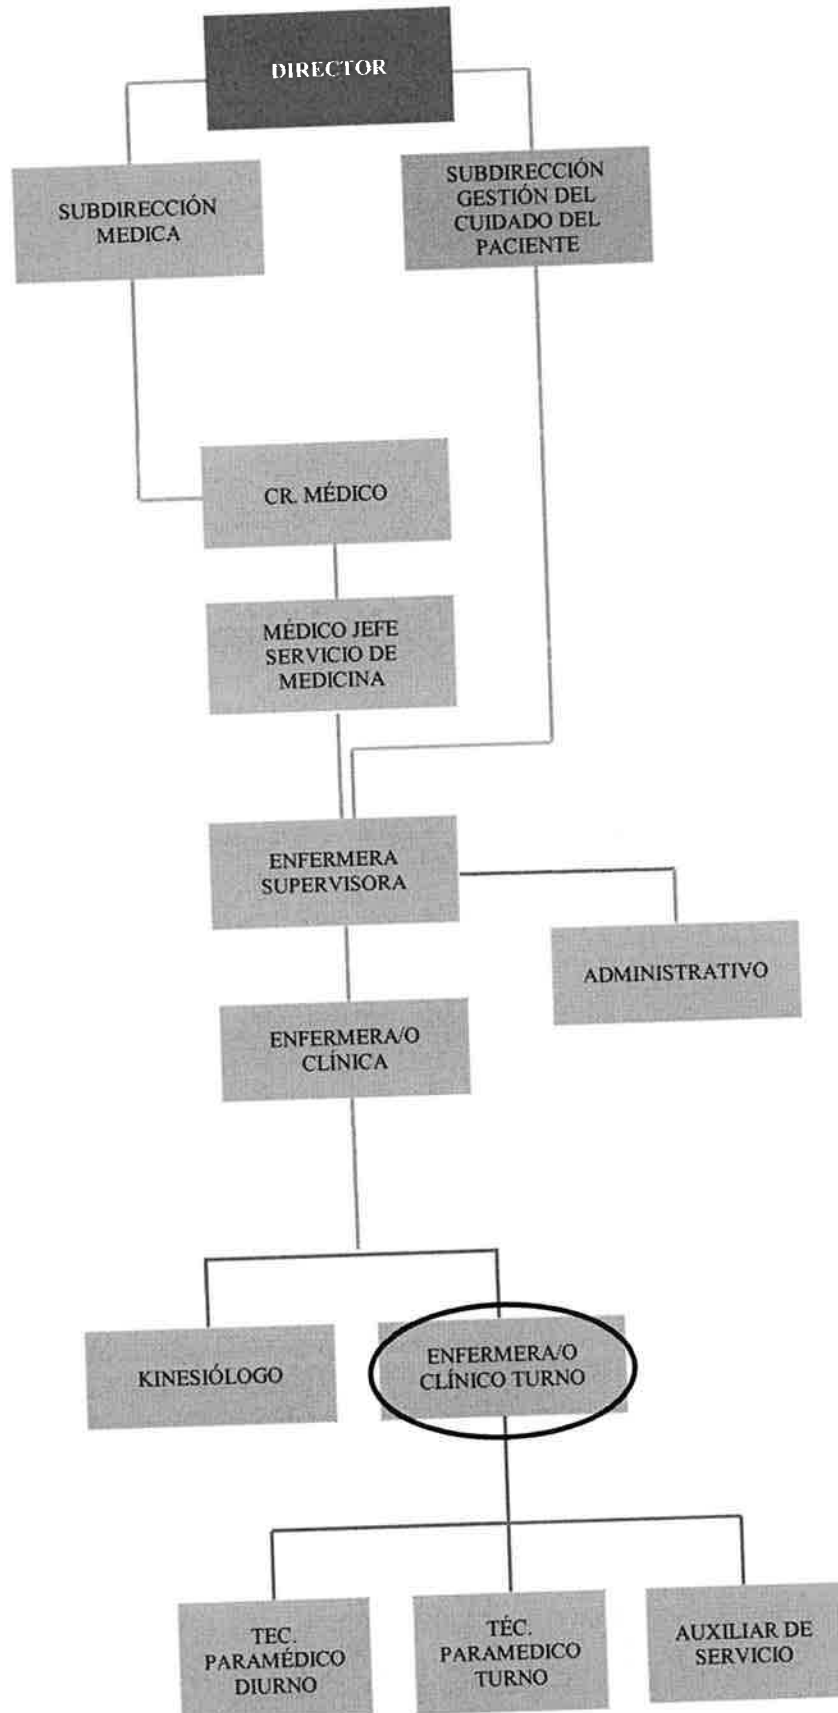 DIRECTOR
SUBDIRECCIÓN
MEDICA
SUBDIRECCIÓN
GESTIÓN DEL
CUIDADO DEL
PACIENTE
CR. MÉDICO
MÉDICO JEFE
SERVICIO DE
MEDICINA
ENFERMERA
SUPERVISORA
ADMINISTRATIVO
ENFERMERA/O
CLÍNICA
KINESIÓLOGO
ENFERMERA/O
CLÍNICO TURNO
TEC.
PARAMÉDICO
DIURNO
TÉC.
PARAMEDICO
TURNO
AUXILIAR DE
SERVICIO